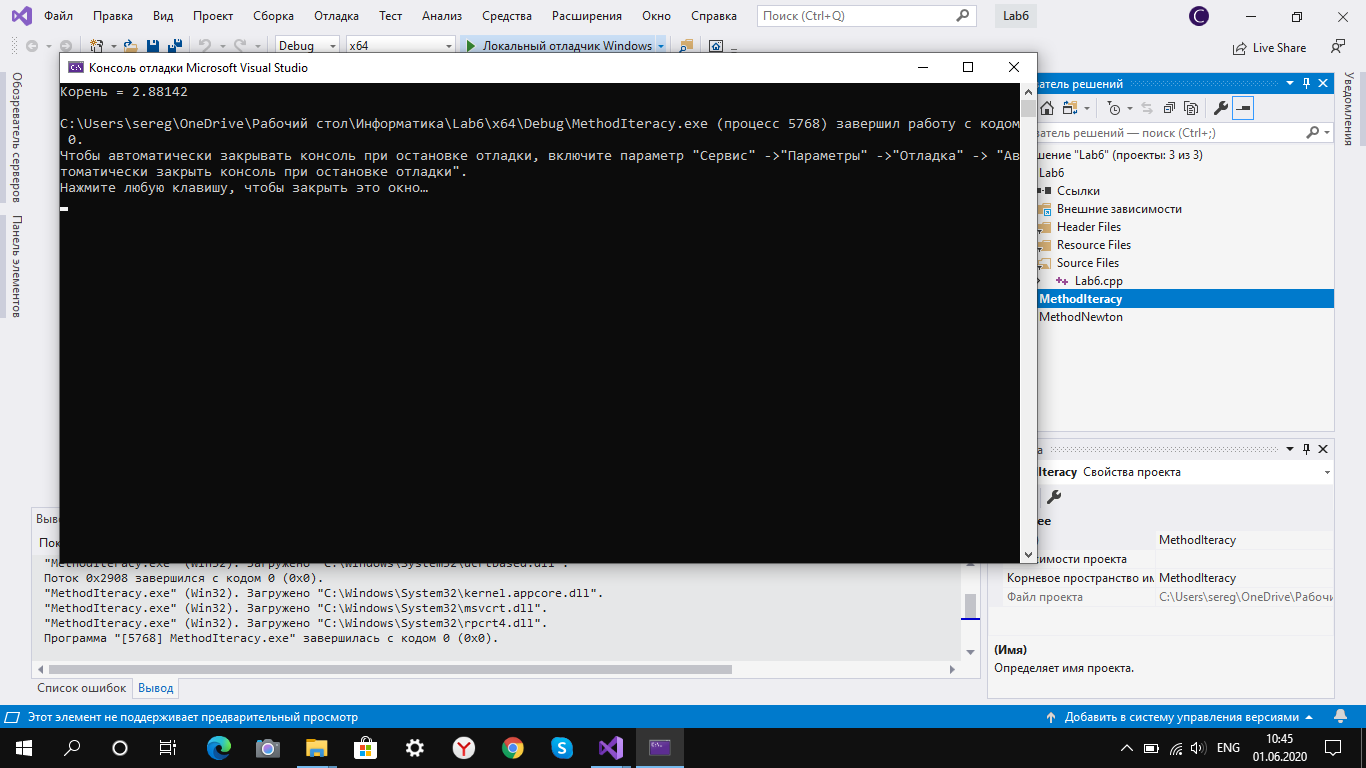 Файл Правка Вид Проект Сборка Отладка Тест Анализ Средства Расширения Окно Справка Поиск (Ctrl+Q) Lab6 C
Debug x64 Локальный отладчик Windows Live Share
Обозреватель серверов
Панель элементов
Консоль отладки Microsoft Visual Studio
Корень = 2.88142
C:\Users\sereg\OneDrive\Рабочий стол\Информатика\Lab6\x64\Debug\MethodIteracy.exe (процесс 5768) завершил работу с кодом
0.
Чтобы автоматически закрывать консоль при остановке отладки, включите параметр "Сервис" ->"Параметры" ->"Отладка" -> "Ав
томатически закрыть консоль при остановке отладки".
Нажмите любую клавишу, чтобы закрыть это окно…
ватель решений
ватель решений — поиск (Ctrl+;)
шение "Lab6" (проекты: 3 из 3)
Lab6
Ссылки
Внешние зависимости
Header Files
Resource Files
Source Files
Lab6.cpp
MethodIteracy
MethodNewton
Уведомления
а
Iteracy Свойства проекта
ее
MethodIteracy
симости проекта
Корневое пространство им MethodIteracy
Файл проекта C:\Users\sereg\OneDrive\Рабочи
(Имя)
Определяет имя проекта.
Выв
Пок
"MethodIteracy.exe" (Win32). Загружено "C:\Windows\System32\ucrtbased.dll".
Поток 0x2908 завершился с кодом 0 (0x0).
"MethodIteracy.exe" (Win32). Загружено "C:\Windows\System32\kernel.appcore.dll".
"MethodIteracy.exe" (Win32). Загружено "C:\Windows\System32\msvcrt.dll".
"MethodIteracy.exe" (Win32). Загружено "C:\Windows\System32\rpcrt4.dll".
Программа "[5768] MethodIteracy.exe" завершилась с кодом 0 (0x0).
Список ошибок Вывод
Этот элемент не поддерживает предварительный просмотр Добавить в систему управления версиями
ENG 10:45
01.06.2020